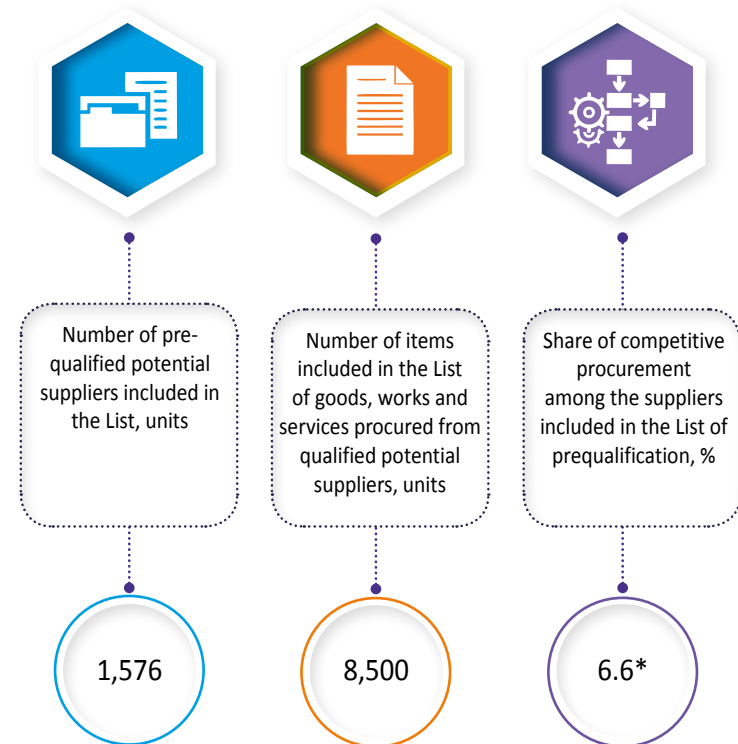 Number of pre-
qualified potential
suppliers included in
the List, units
Number of items
included in the List
of goods, works and
services procured from
qualified potential
suppliers, units
Share of competitive
procurement
among the suppliers
included in the List of
prequalification, %
1,576
8,500
6.6*